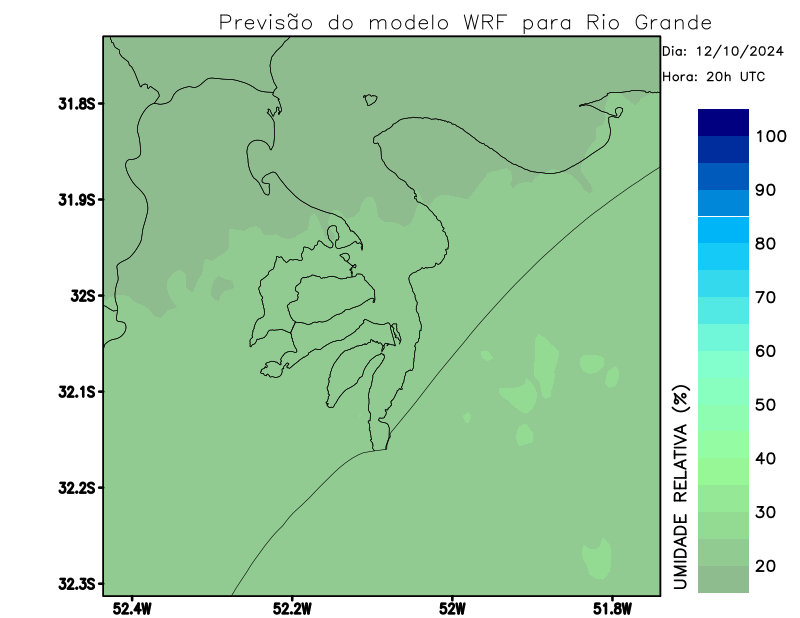 Previsão do modelo WRF para Rio Grande
Dia: 12/10/2024
Hora: 20h UTC
31.8S
31.9S
32S
32.1S
32.2S
32.3S
52.4W
52.2W
52W
51.8W
UMIDADE RELATIVA (%)
100
90
80
70
60
50
40
30
20